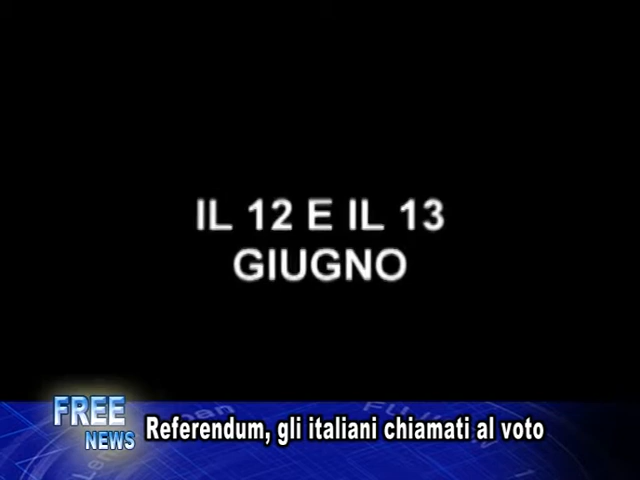 IL 12 E IL 13
GIUGNO
FREE
NEWS
Referendum, gli italiani chiamati al voto